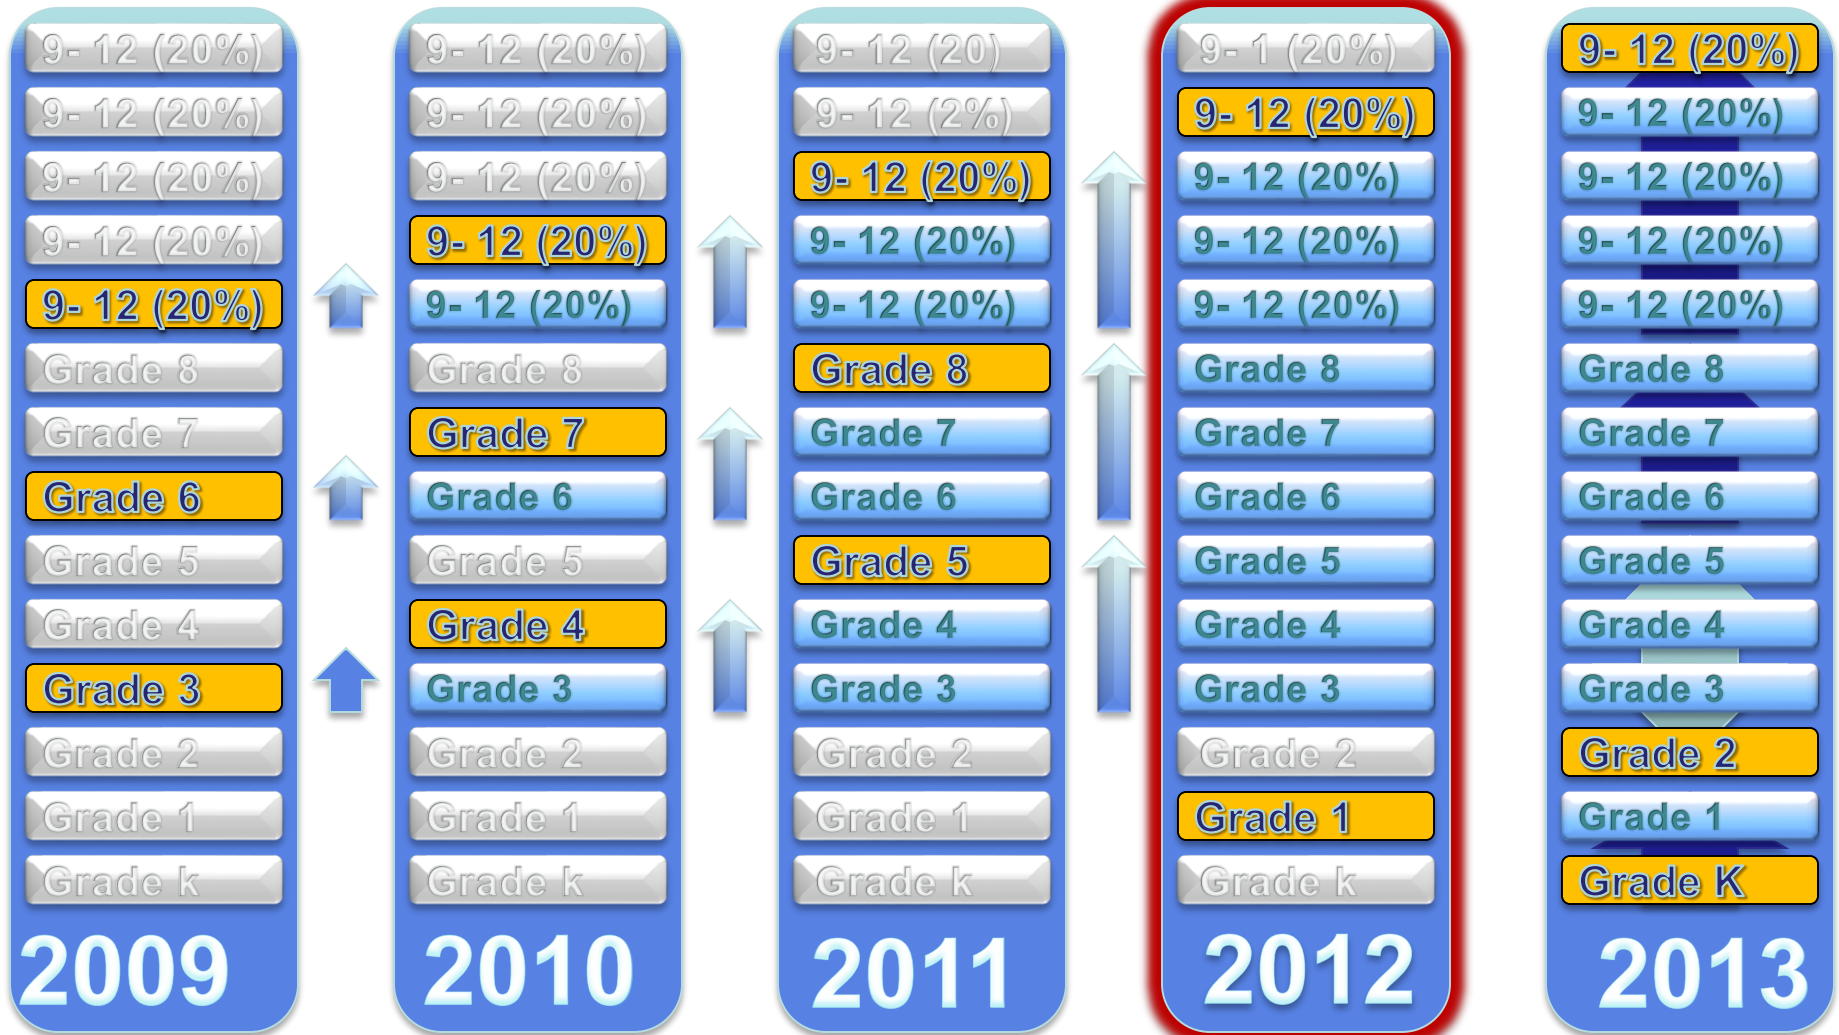 9- 12 (20%)
9- 12 (20%)
9- 12 (20%)
9- 12 (20%)
9- 12 (20%)
Grade 8
Grade 7
Grade 6
Grade 5
Grade 4
Grade 3
Grade 2
Grade 1
Grade k
2009
9- 12 (20%)
9- 12 (20%)
9- 12 (20%)
9- 12 (20%)
9- 12 (20%)
Grade 8
Grade 7
Grade 6
Grade 5
Grade 4
Grade 3
Grade 2
Grade 1
Grade k
2010
9- 12 (20)
9- 12 (2%)
9- 12 (20%)
9- 12 (20%)
9- 12 (20%)
Grade 8
Grade 7
Grade 6
Grade 5
Grade 4
Grade 3
Grade 2
Grade 1
Grade k
2011
9- 1 (20%)
9- 12 (20%)
9- 12 (20%)
9- 12 (20%)
9- 12 (20%)
Grade 8
Grade 7
Grade 6
Grade 5
Grade 4
Grade 3
Grade 2
Grade 1
Grade k
2012
9- 12 (20%)
9- 12 (20%)
9- 12 (20%)
9- 12 (20%)
9- 12 (20%)
Grade 8
Grade 7
Grade 6
Grade 5
Grade 4
Grade 3
Grade 2
Grade 1
Grade K
2013